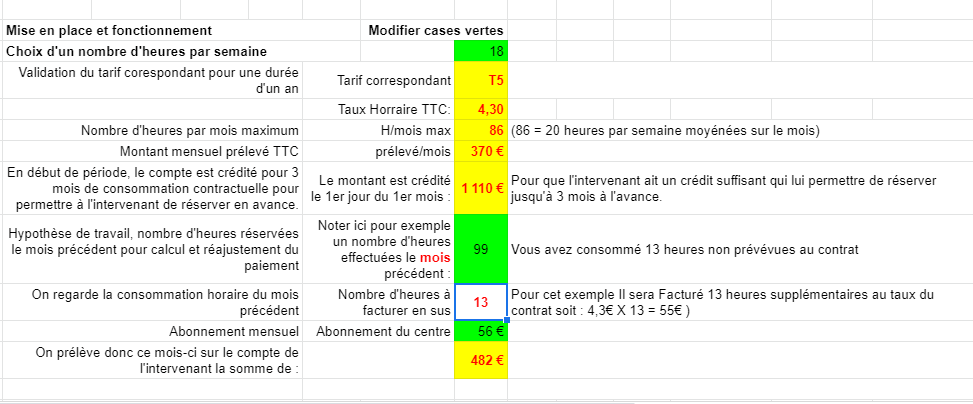 Mise en place et fonctionnement Modifier cases vertes
Choix d'un nombre d'heures par semaine 18
Validation du tarif corespondant pour une durée
d'un an
Tarif correspondant T5
Taux Horraire TTC: 4,30
Nombre d'heures par mois maximum H/mois max 86 (86 = 20 heures par semaine moyénées sur le mois)
Montant mensuel prélevé TTC prélevé/mois 370 €
En début de période, le compte est crédité pour 3
mois de consommation contractuelle pour
permettre à l'intervenant de réserver en avance.
Le montant est crédité
le 1er jour du 1er mois :
1 110 €
Pour que l'intervenant ait un crédit suffisant qui lui permettre de réserver
jusqu'à 3 mois à l'avance.
Hypothèse de travail, nombre d'heures réservées
le mois précédent pour calcul et réajustement du
paiement
Noter ici pour exemple
un nombre d'heures
effectuées le mois
précédent :
99
Vous avez consommé 13 heures non prévévues au contrat
On regarde la consommation horaire du mois
précédent
Nombre d'heures à
facturer en sus
13
Pour cet exemple Il sera Facturé 13 heures supplémentaires au taux du
contrat soit : 4,3€ X 13 = 55€ )
Abonnement mensuel Abonnement du centre 56 €
On prélève donc ce mois-ci sur le compte de
l'intervenant la somme de :
482 €